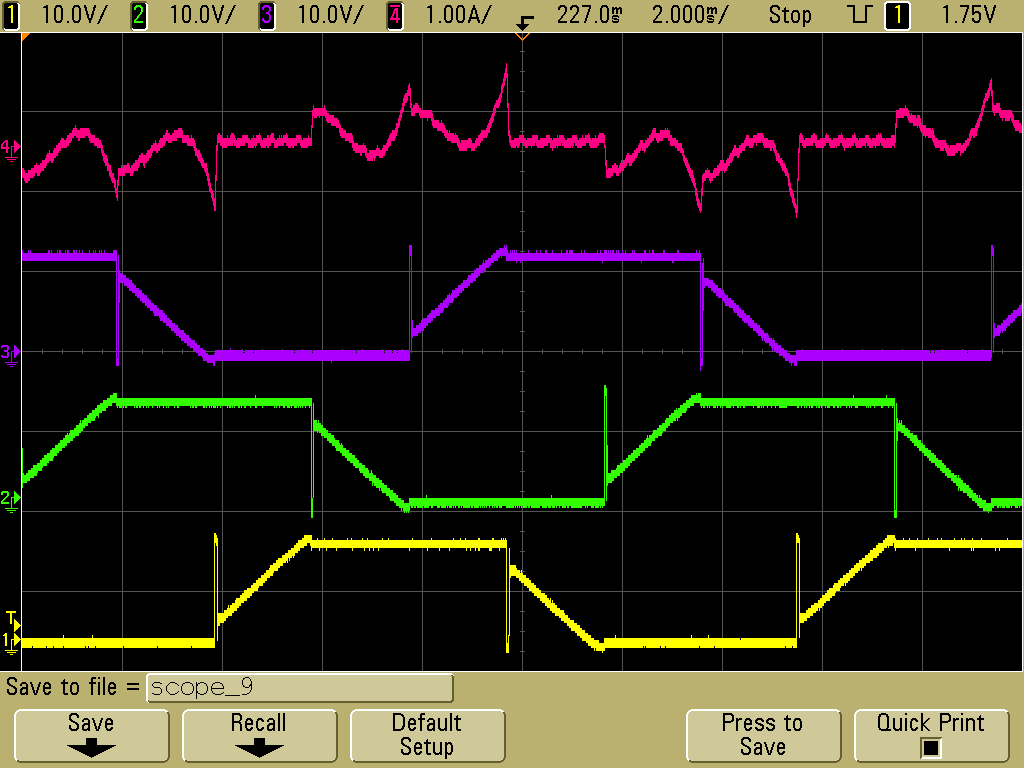 1 10.0V/ 2 10.0V/ 3 10.0V/ 4 1.00A/ 227.0ms 2.000ms/ Stop 1 1.75V
4
3
2
T
1
Save to file = scope_9
Save Recall Default Setup Press to Save Quick Print